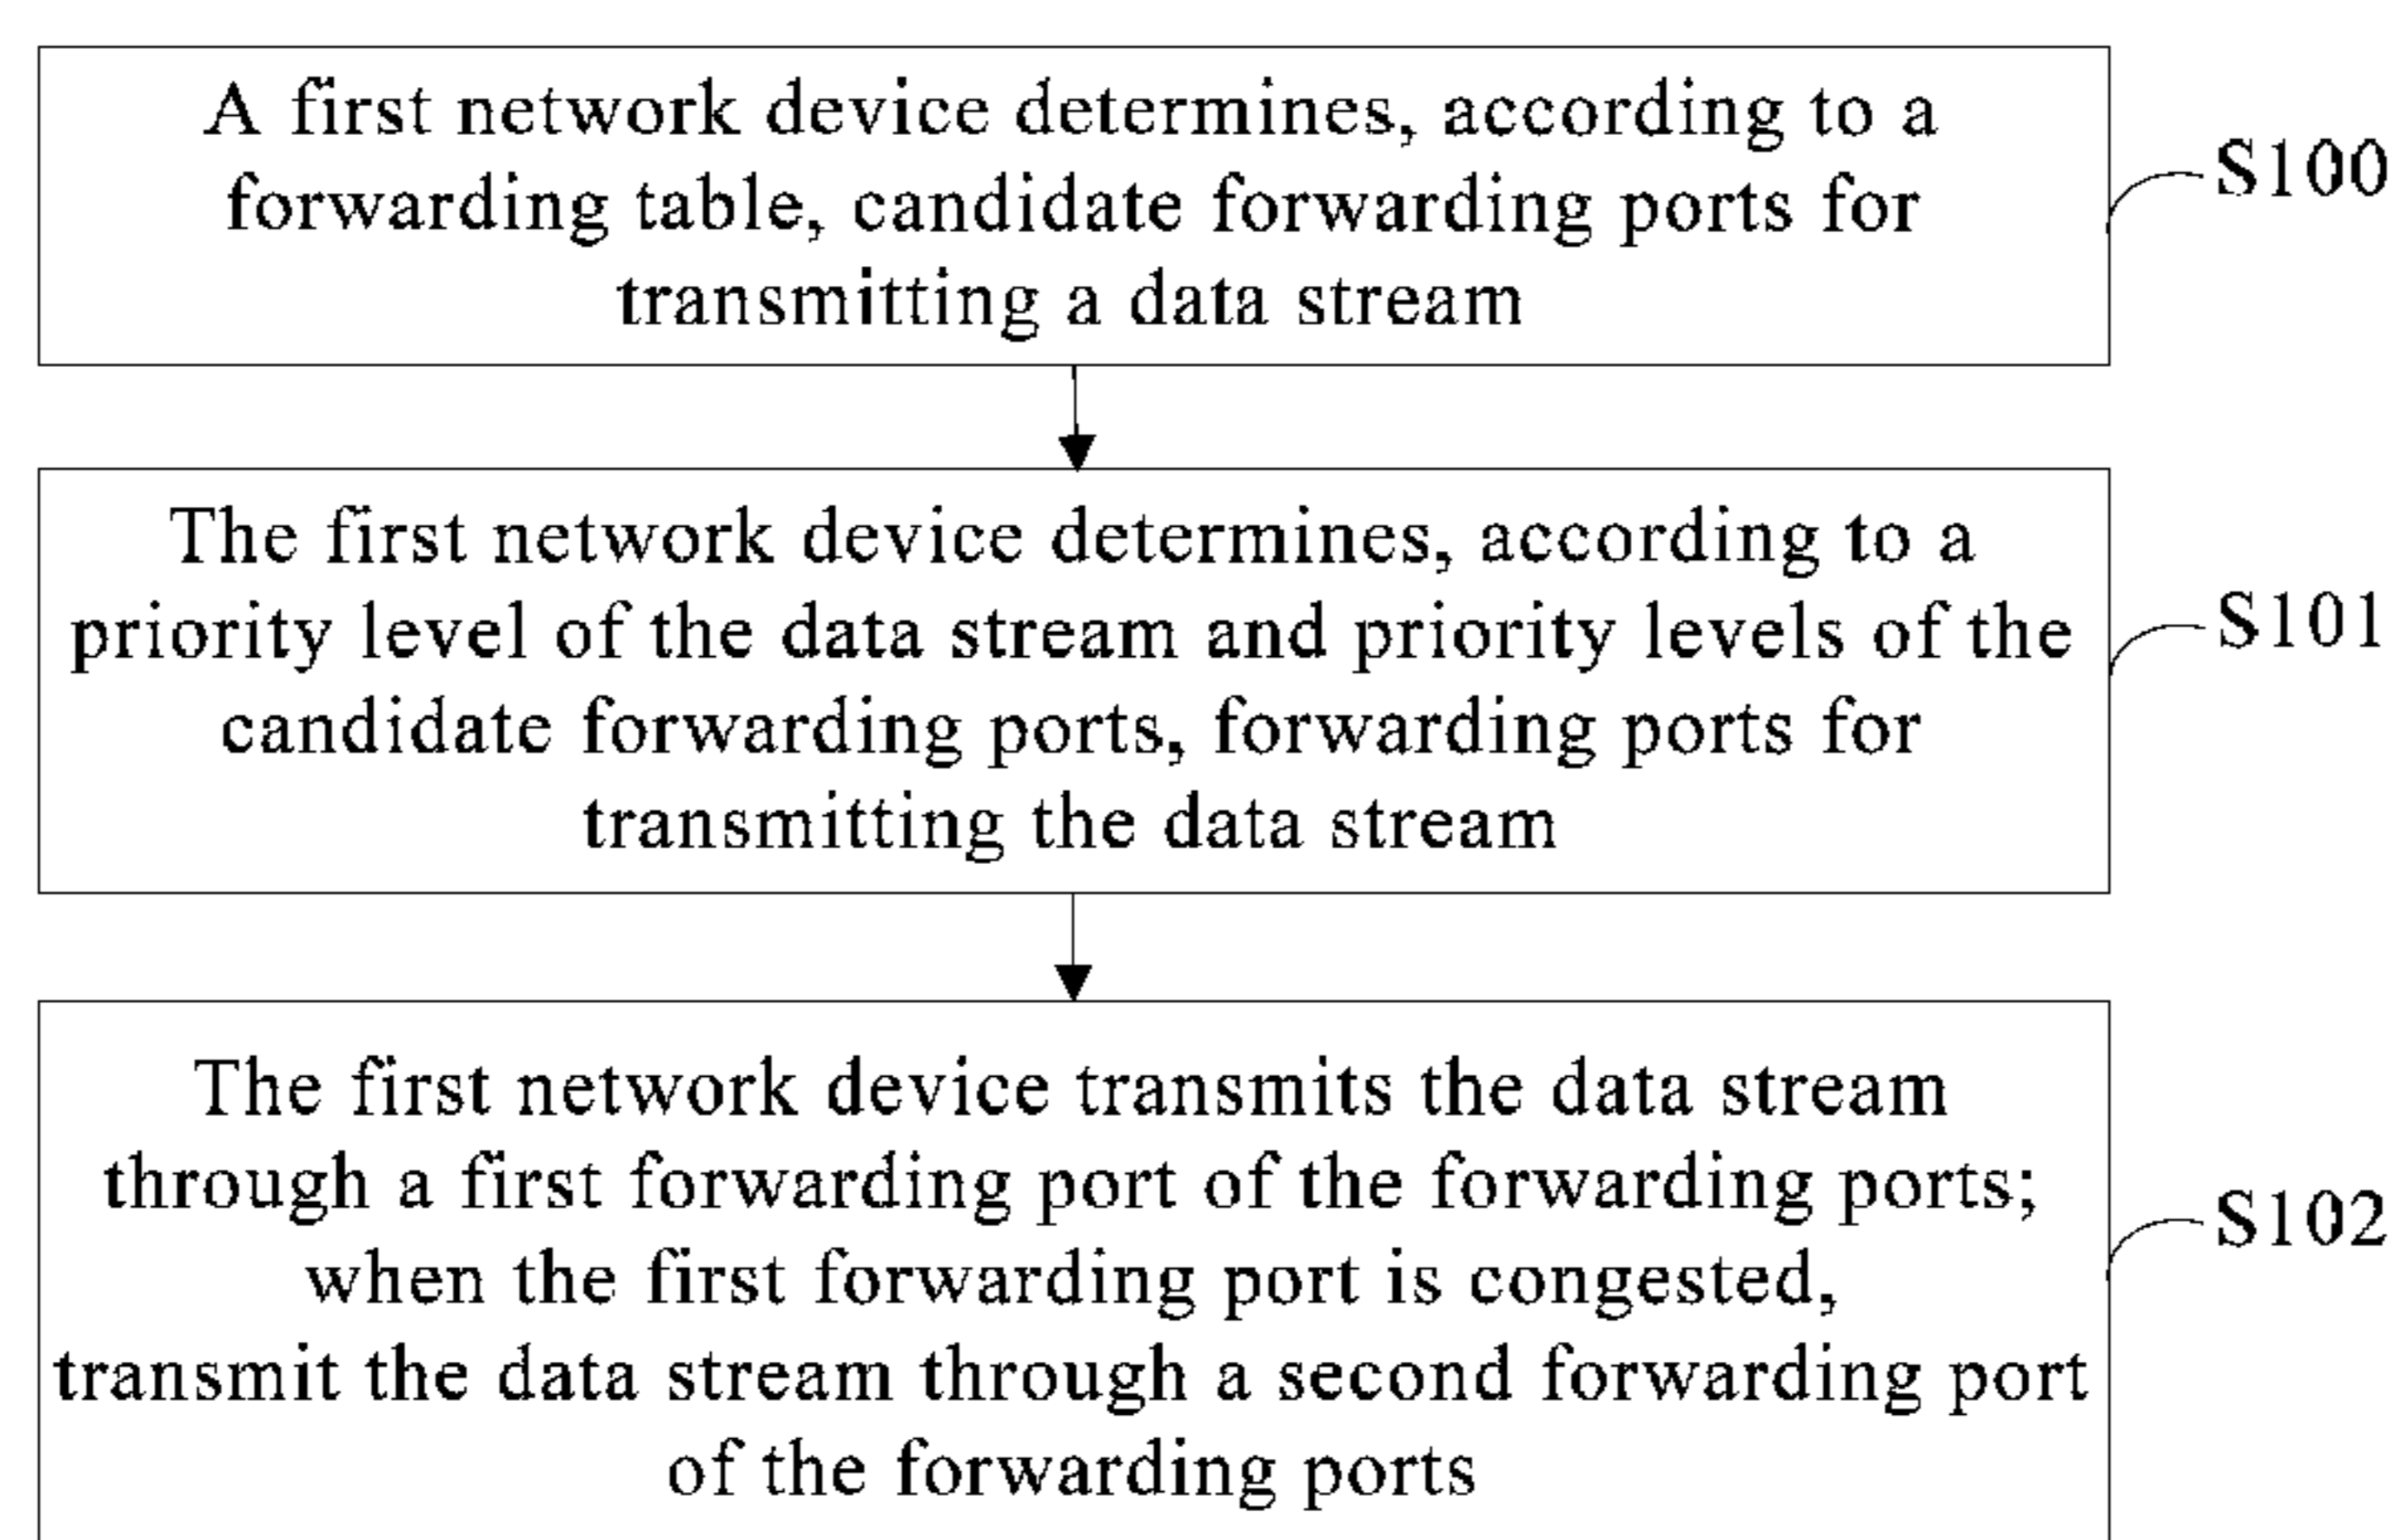 A first network device determines, according to a
forwarding table, candidate forwarding ports for
transmitting a data stream
S100
The first network device determines, according to a
priority level of the data stream and priority levels of the
candidate forwarding ports, forwarding ports for
transmitting the data stream
S101
The first network device transmits the data stream
through a first forwarding port of the forwarding ports;
when the first forwarding port is congested,
transmit the data stream through a second forwarding port
of the forwarding ports
S102